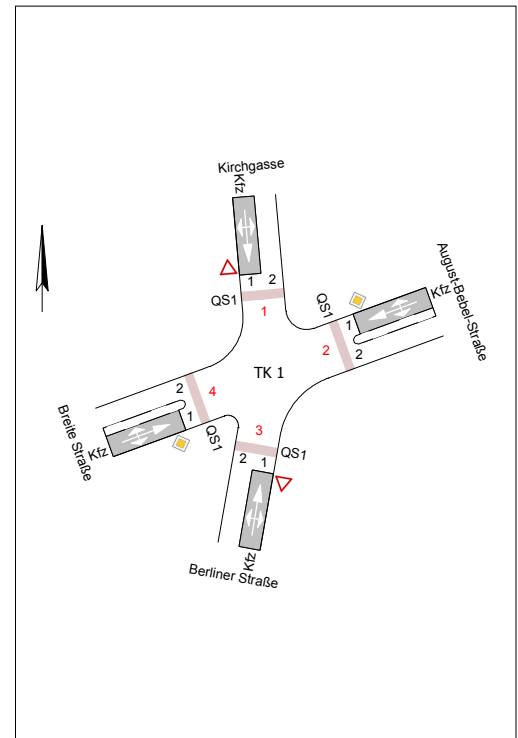 Kirchgasse
Kfz
1 2
QS1
1
August-Bebel-Straße
Kfz
QS1
1
2
2
TK 1
2
4
1
Kfz
QS1
Breite Straße
3
QS1
2 1
Kfz
Berliner Straße